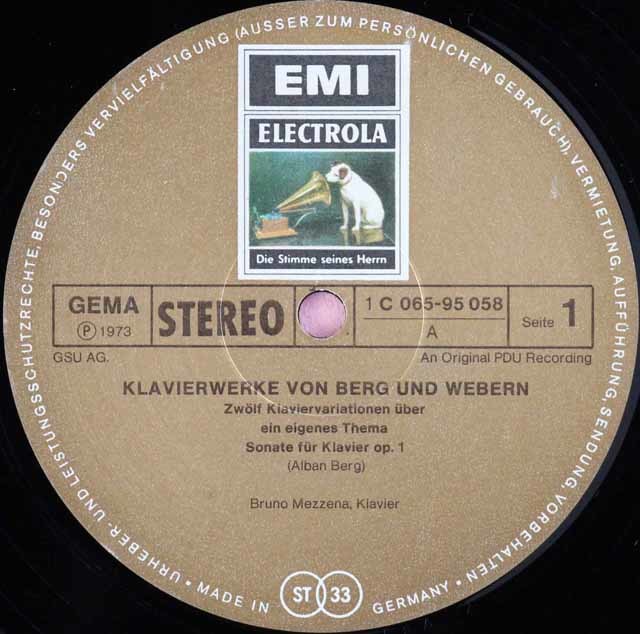 URHEBER- UND LEISTUNGSSCHUTZRECHTE, BESONDERS VERVIELFÄLTIGUNG (AUSSER ZUM PERSÖNLICHEN GEBRAUCH), VERMIETUNG, AUFFÜHRUNG, SENDUNG VORBEHALTEN •
EMI
ELECTROLA
Die Stimme seines Herrn
GEMA
Ⓟ 1973
STEREO
1 C 065-95 058
A
Seite 1
GSU AG.
An Original PDU Recording
KLAVIERWERKE VON BERG UND WEBERN
Zwölf Klaviervariationen über
ein eigenes Thema
Sonate für Klavier op. 1
(Alban Berg)
Bruno Mezzena, Klavier
• MADE IN GERMANY •
ST 33